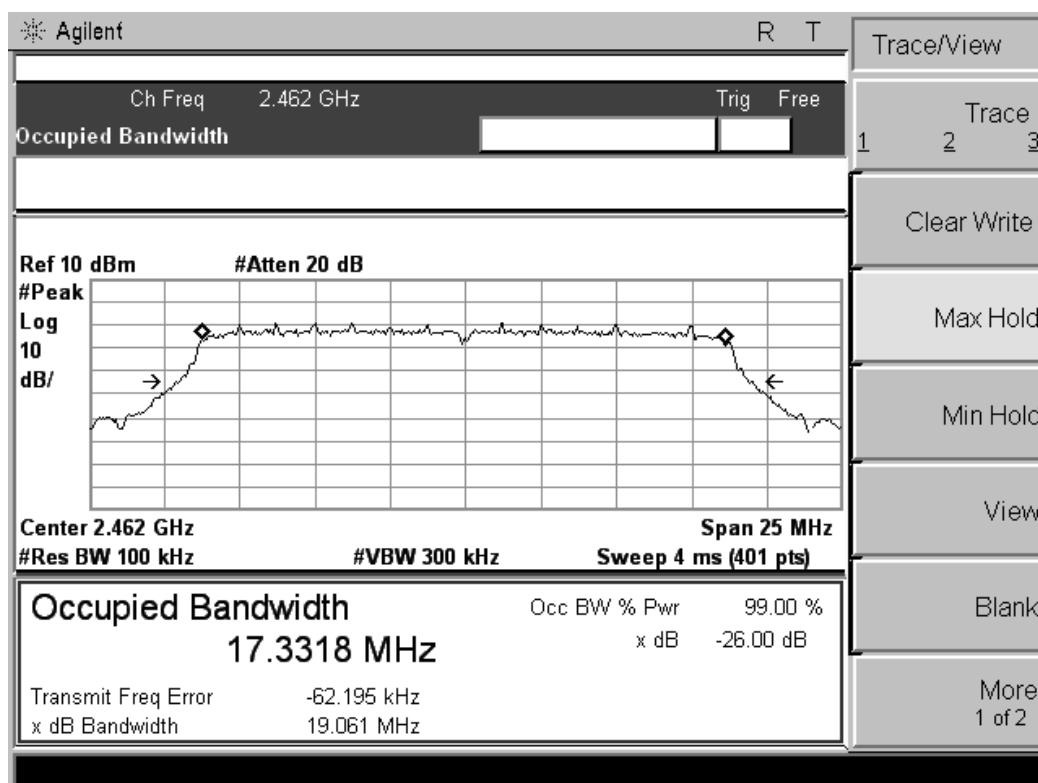 Agilent R T
Ch Freq 2.462 GHz Trig Free
Occupied Bandwidth
Ref 10 dBm #Atten 20 dB
#Peak
Log
10
dB/
Center 2.462 GHz Span 25 MHz
#Res BW 100 kHz #VBW 300 kHz Sweep 4 ms (401 pts)
Occupied Bandwidth Occ BW % Pwr 99.00 %
17.3318 MHz x dB -26.00 dB
Transmit Freq Error -62.195 kHz
x dB Bandwidth 19.061 MHz
Trace/View
Trace
1 2 3
Clear Write
Max Hold
Min Hold
View
Blank
More
1 of 2